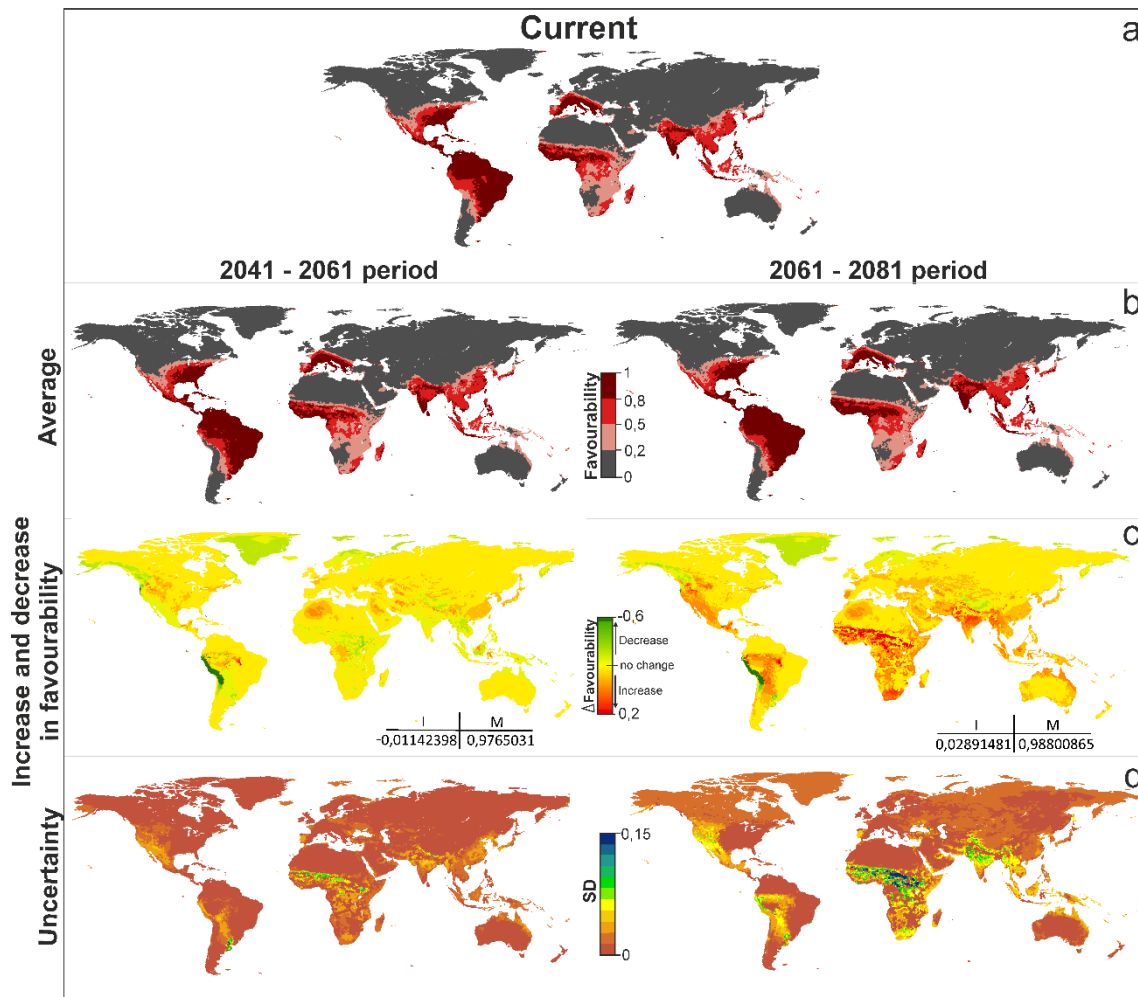 Current
a
2041 - 2061 period
2061 - 2081 period
b
Average
Favourability
1
0,8
0,5
0,2
0
c
Increase and decrease
in favourability
ΔFavourability
-0,6
Decrease
no change
Increase
0,2
I M
-0,01142398 0,9765031
I M
0,02891481 0,98800865
d
Uncertainty
SD
0,15
0